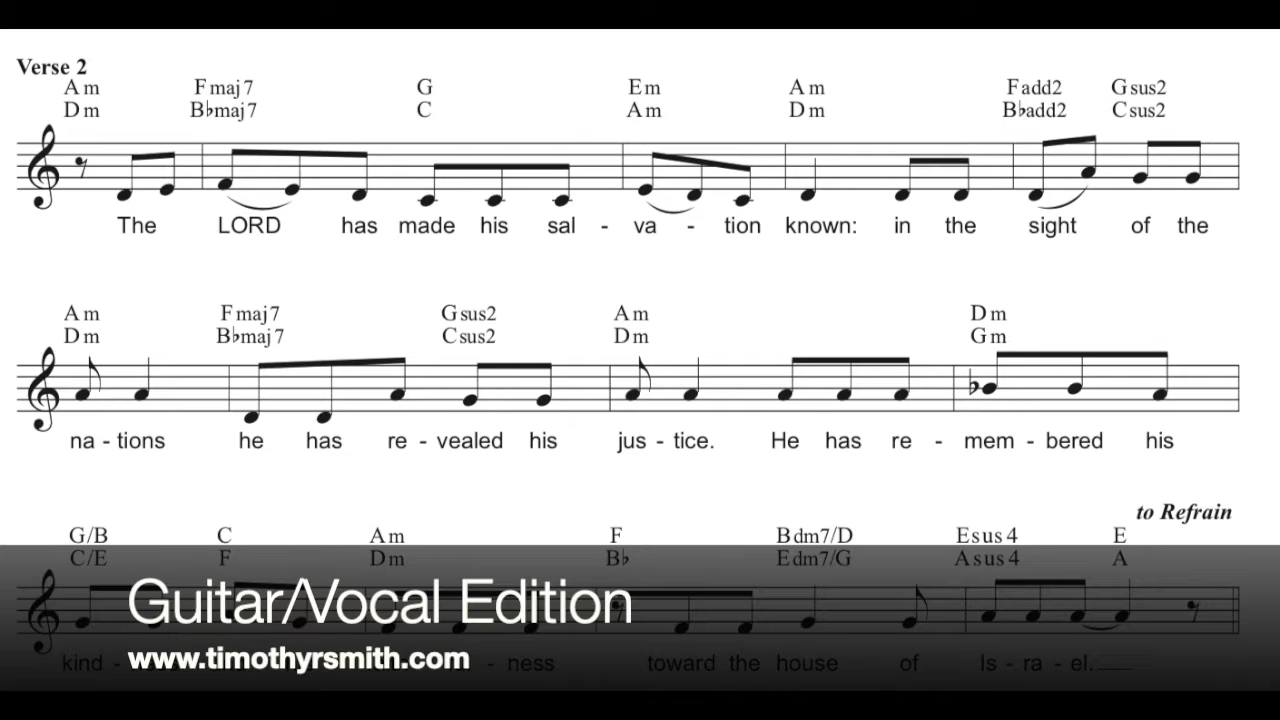 Verse 2
Am Fmaj7 G Em Am Fadd2 Gsus2
Dm B♭maj7 C Am Dm B♭add2 Csus2
The LORD has made his sal - va - tion known: in the sight of the
Am Fmaj7 Gsus2 Am Dm
Dm B♭maj7 Csus2 Dm Gm
na - tions he has re - vealed his jus - tice. He has re - mem - bered his
to Refrain
G/B C Am F Bdm7/D Esus4 E
C/E F Dm B♭ Edm7/G Asus4 A
Guitar/Vocal Edition
kind - ness toward the house of Is - ra - el.
www.timothyrsmith.com